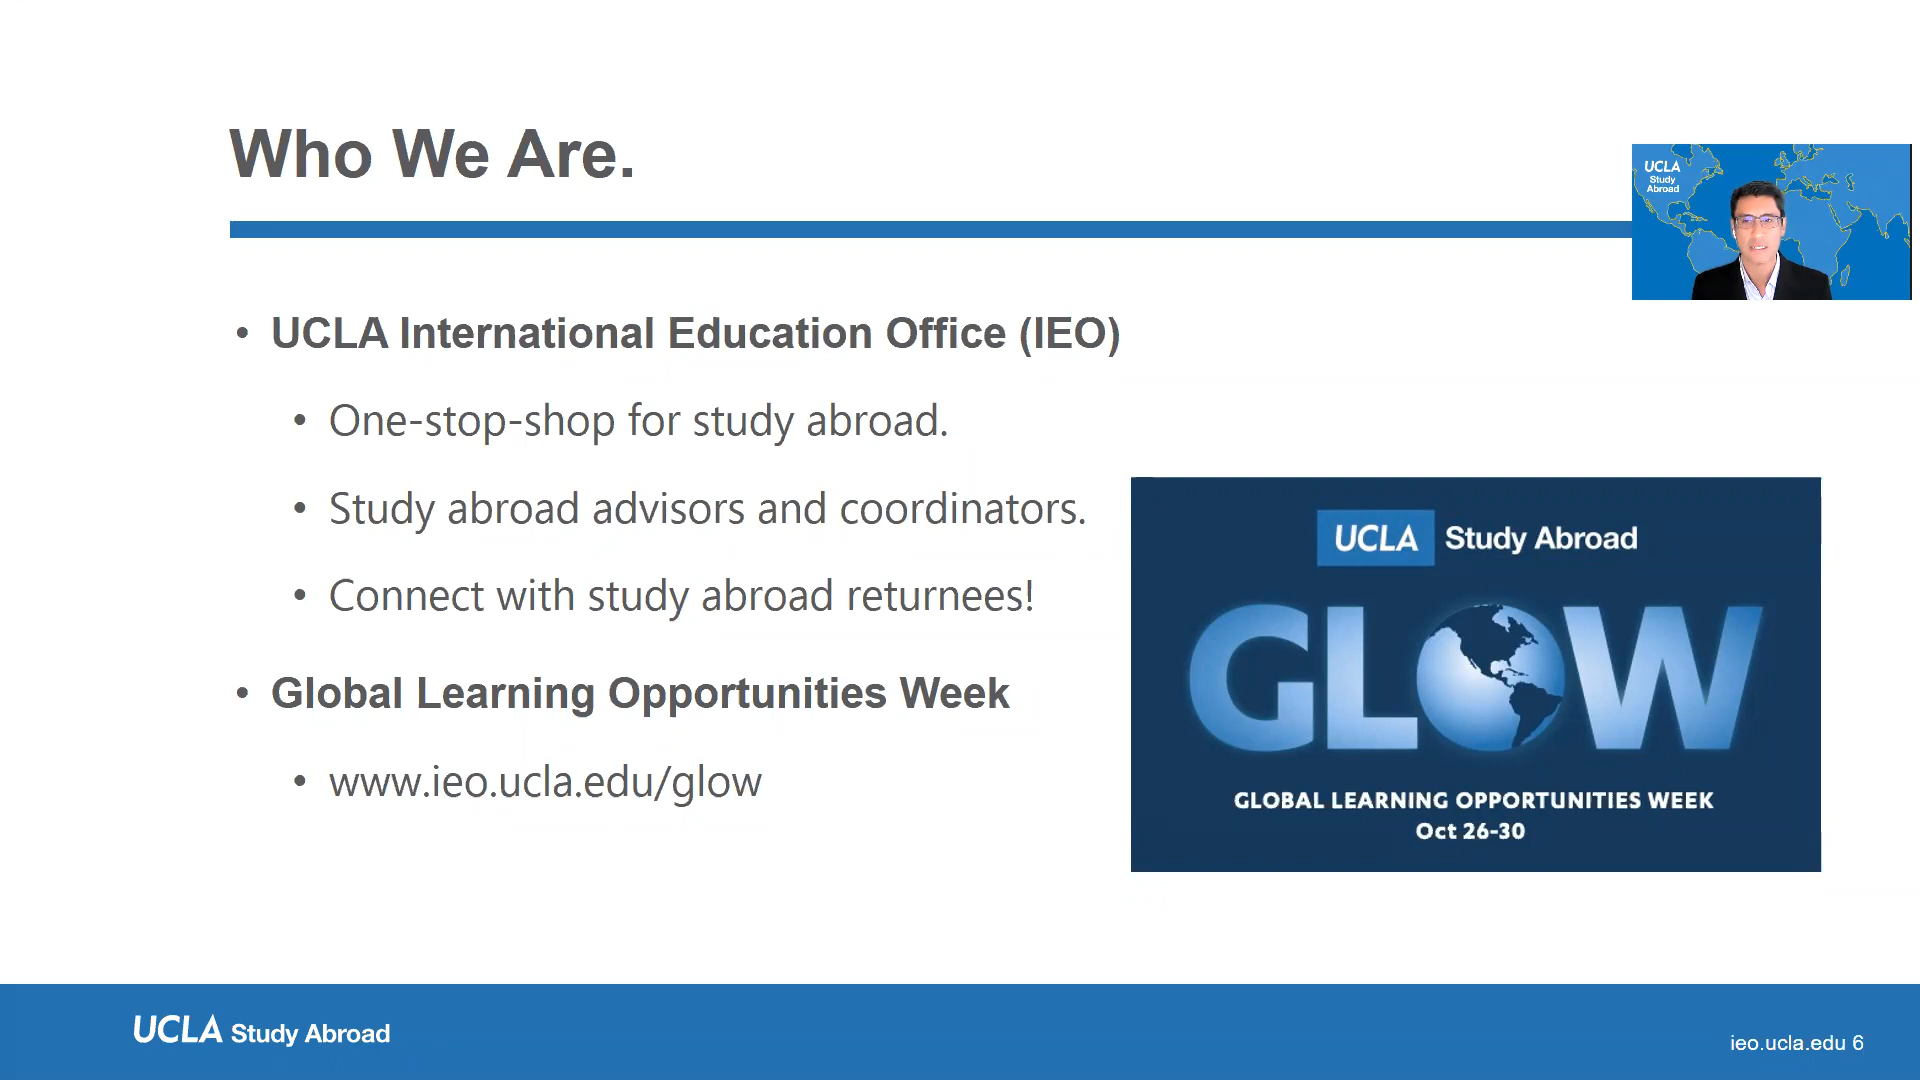 Who We Are.
UCLA
Study
Abroad
• UCLA International Education Office (IEO)
• One-stop-shop for study abroad.
• Study abroad advisors and coordinators.
• Connect with study abroad returnees!
• Global Learning Opportunities Week
• www.ieo.ucla.edu/glow
UCLA Study Abroad
GLOW
GLOBAL LEARNING OPPORTUNITIES WEEK
Oct 26-30
UCLA Study Abroad
ieo.ucla.edu 6